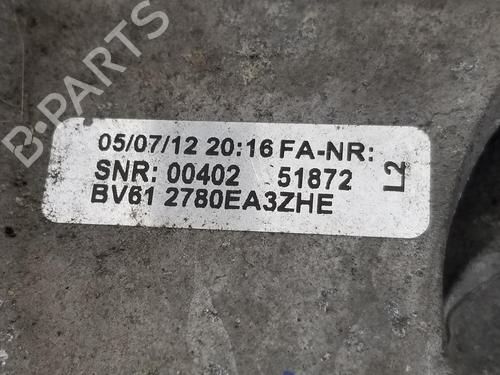 05/07/12 20:16 FA-NR:
SNR: 00402 51872
BV61 2780EA3ZHE
L2
B-PARTS